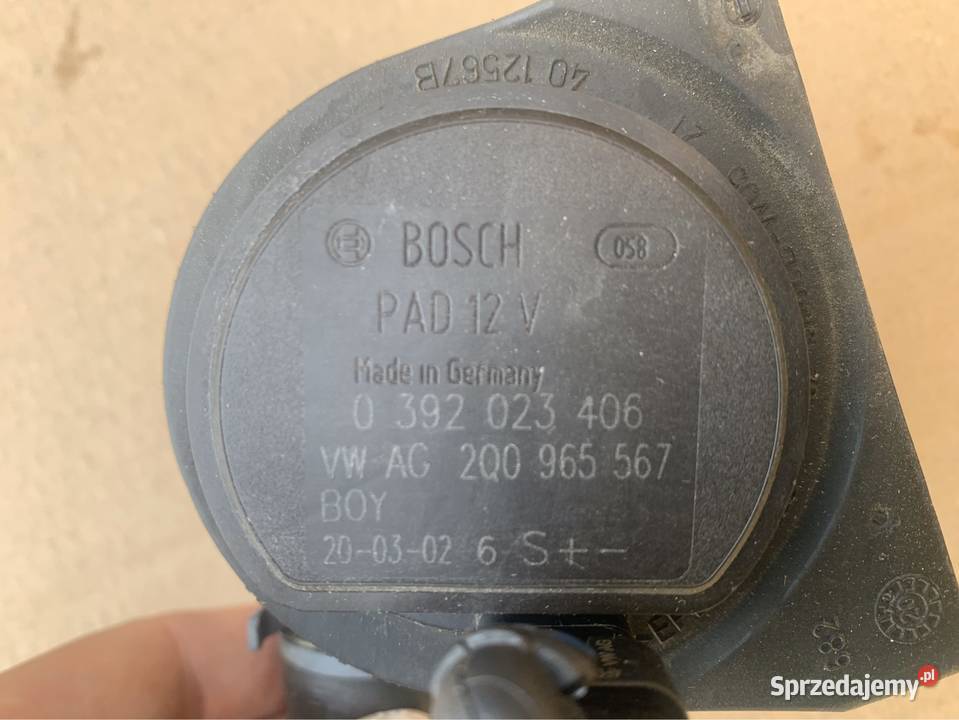 40 12567B
BOSCH 058
PAD 12 V
Made in Germany
0 392 023 406
VW AG 2Q0 965 567
BOY
20-03-02 6 S+-
289
Sprzedajemy.pl